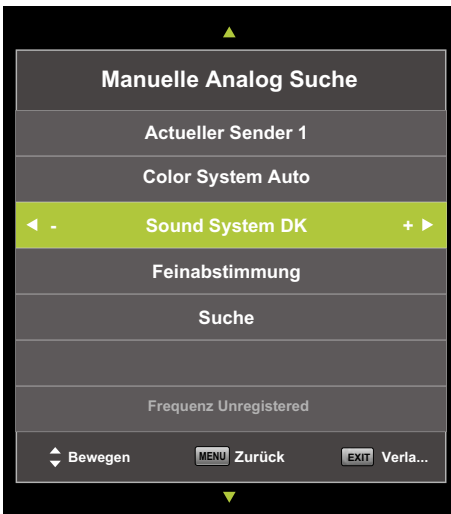 Manuelle Analog Suche
Actueller Sender 1
Color System Auto
- Sound System DK +
Feinabstimmung
Suche
Frequenz Unregistered
Bewegen MENU Zurück EXIT Verla...